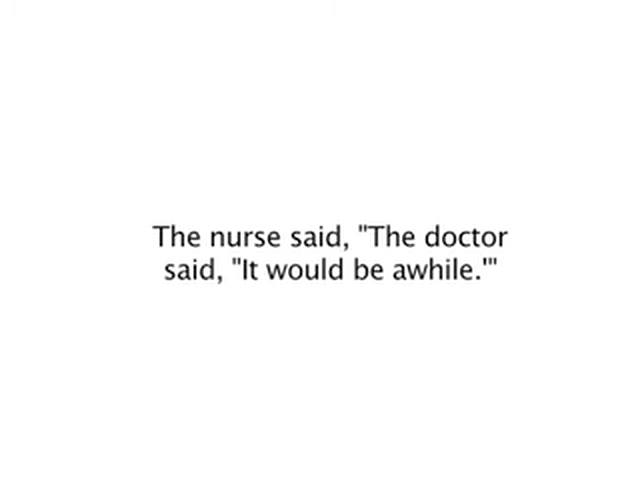 The nurse said, "The doctor
said, "It would be awhile.'"